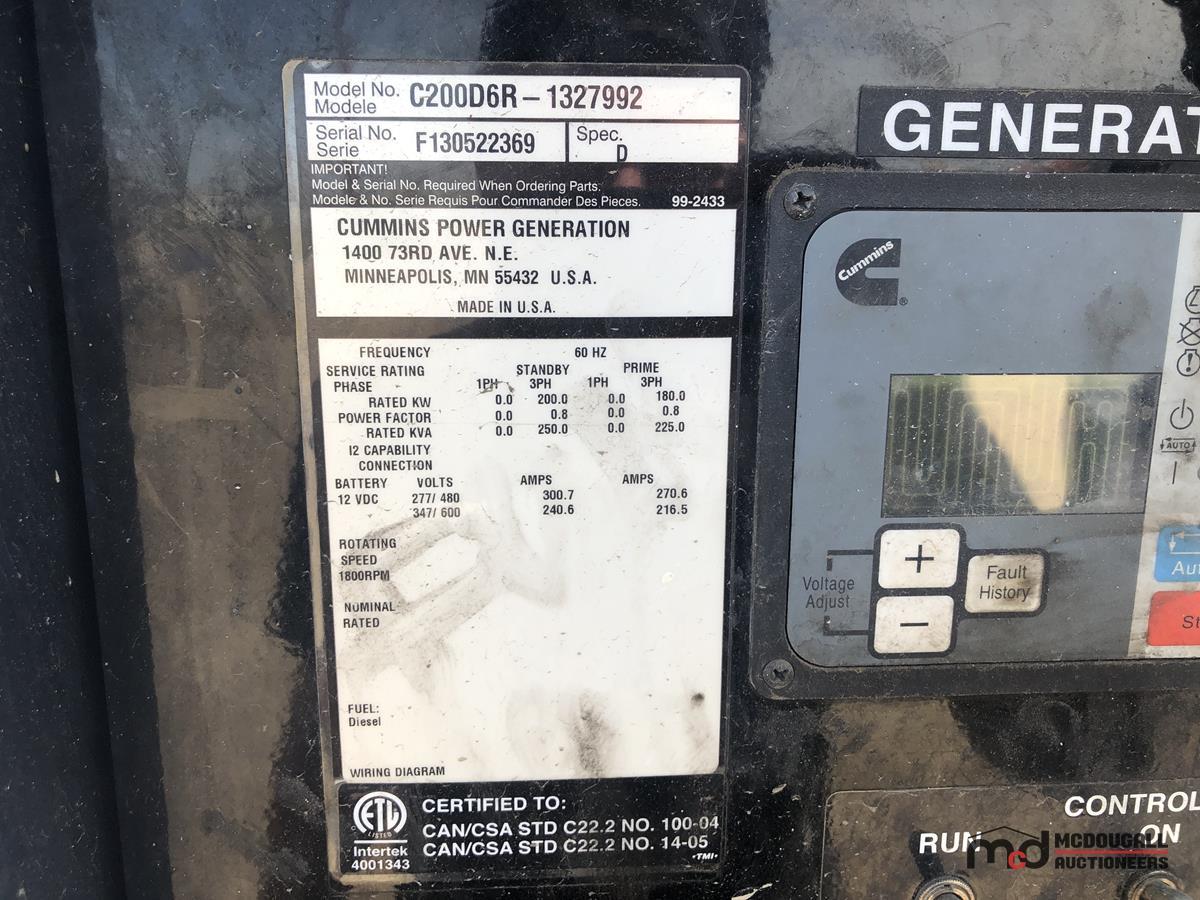 Model No. C200D6R-1327992
Modele
Serial No. F130522369 Spec.
Serie D
IMPORTANT!
Model & Serial No. Required When Ordering Parts.
Modele & No. Serie Requis Pour Commander Des Pieces. 99-2433
CUMMINS POWER GENERATION
1400 73RD AVE. N.E.
MINNEAPOLIS, MN 55432 U.S.A.
MADE IN U.S.A.
FREQUENCY 60 HZ
SERVICE RATING STANDBY PRIME
PHASE 1PH 3PH 1PH 3PH
RATED KW 0.0 200.0 0.0 180.0
POWER FACTOR 0.0 0.8 0.0 0.8
RATED KVA 0.0 250.0 0.0 225.0
I2 CAPABILITY
CONNECTION
BATTERY VOLTS AMPS AMPS
12 VDC 277/ 480 300.7 270.6
347/ 600 240.6 216.5
ROTATING
SPEED
1800RPM
NOMINAL
RATED
FUEL:
Diesel
WIRING DIAGRAM
ETL
LISTED
Intertek
4001343
CERTIFIED TO:
CAN/CSA STD C22.2 NO. 100-04
CAN/CSA STD C22.2 NO. 14-05
·TMI·
GENERAT
Cummins
®
AUTO
Voltage
Adjust
+
−
Fault
History
Aut
St
CONTROL
RUN ON
mcd MCDOUGALL
AUCTIONEERS